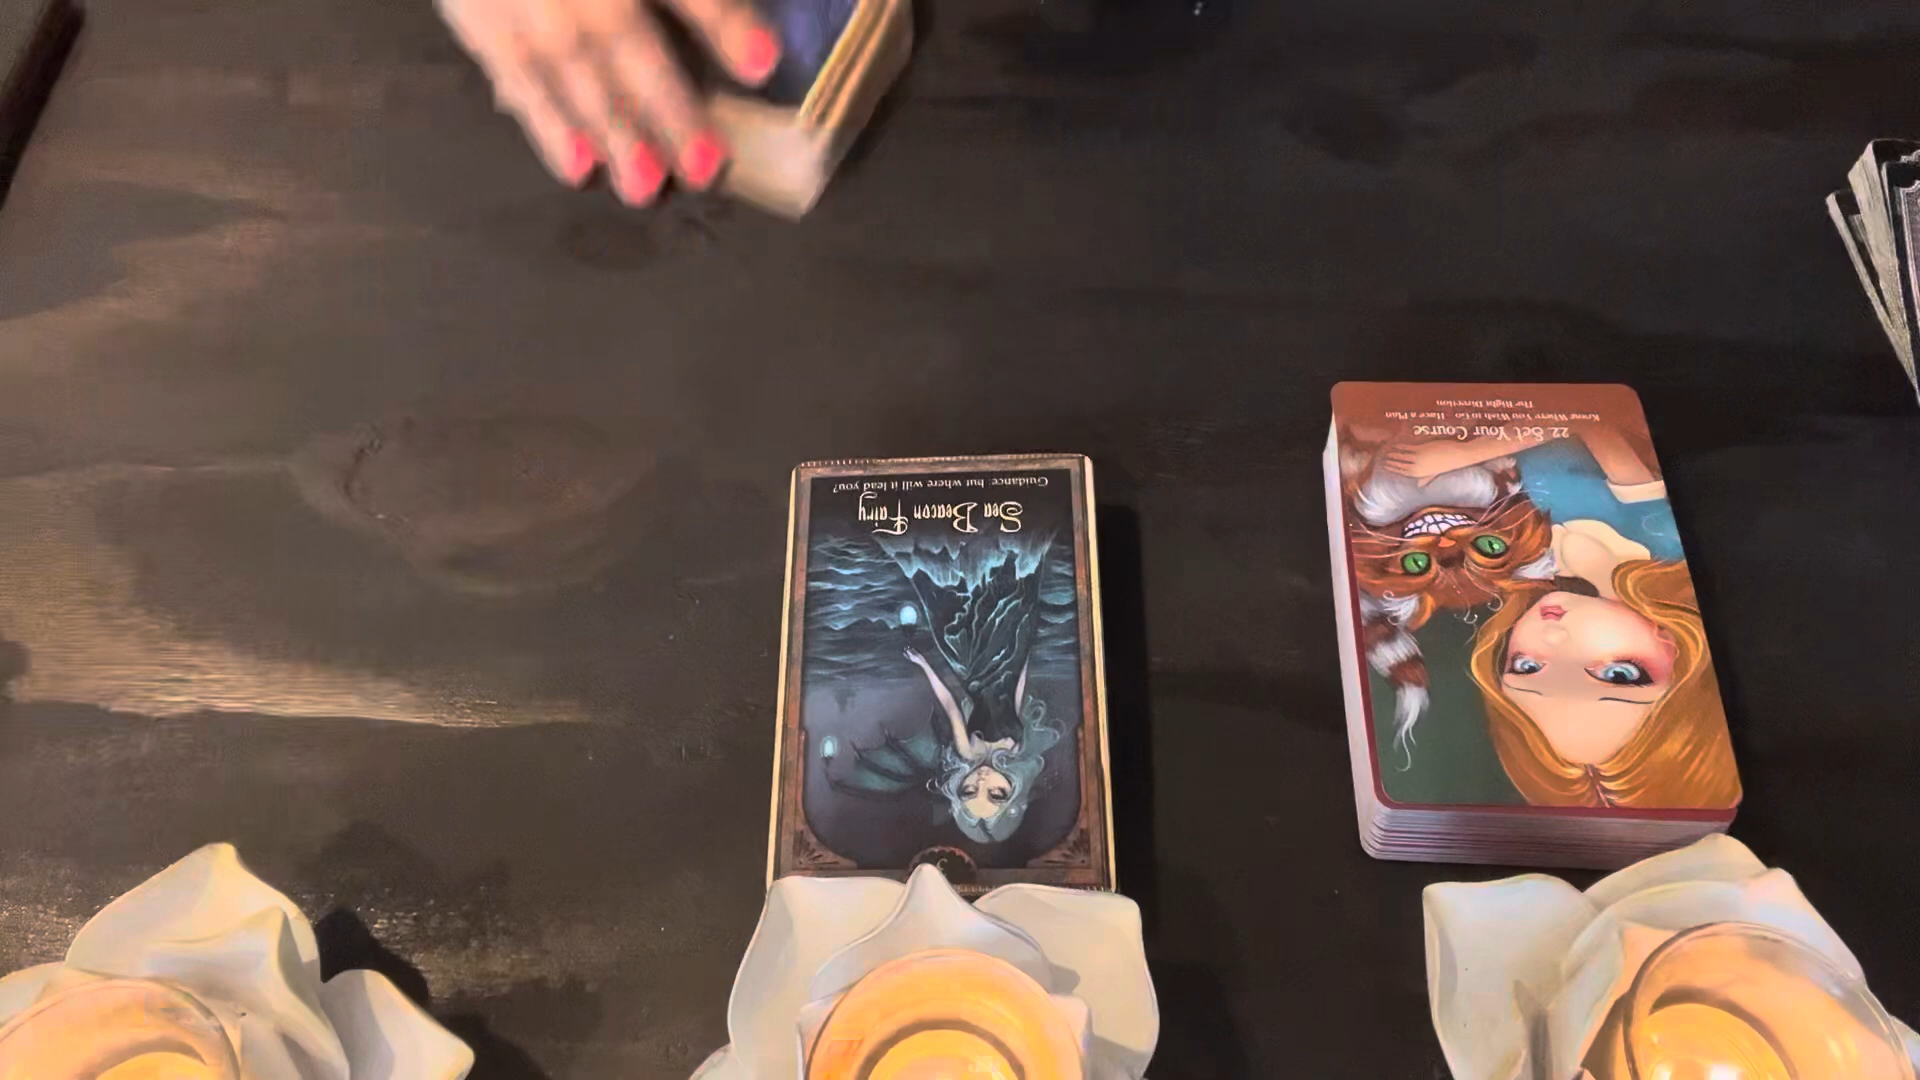 Sea Beacon Fairy
Guidance: but where will it lead you?
22 Set Your Course
Know Where You Wish to Go - Have a Plan
The Right Direction